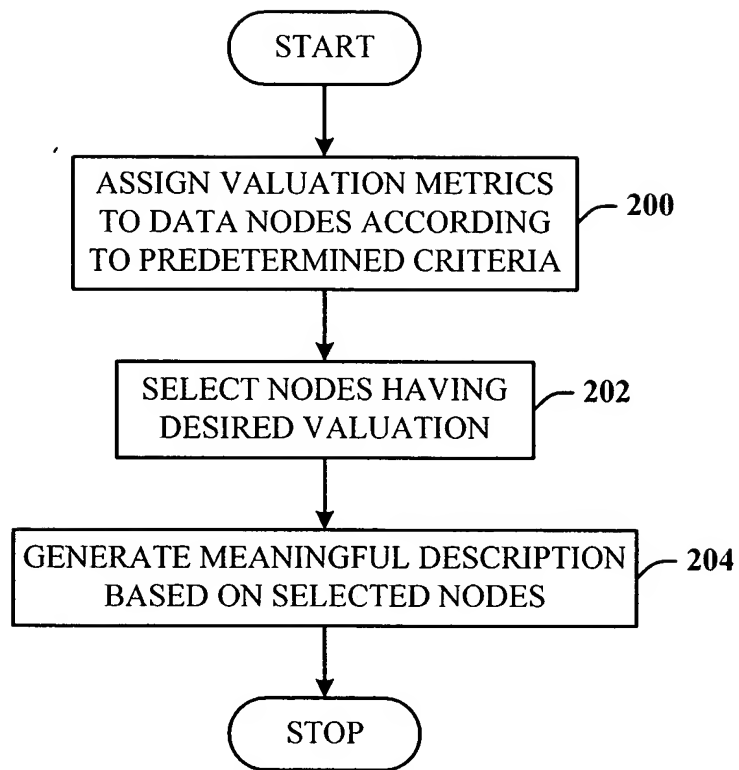 START
ASSIGN VALUATION METRICS
TO DATA NODES ACCORDING
TO PREDETERMINED CRITERIA
200
SELECT NODES HAVING
DESIRED VALUATION
202
GENERATE MEANINGFUL DESCRIPTION
BASED ON SELECTED NODES
204
STOP